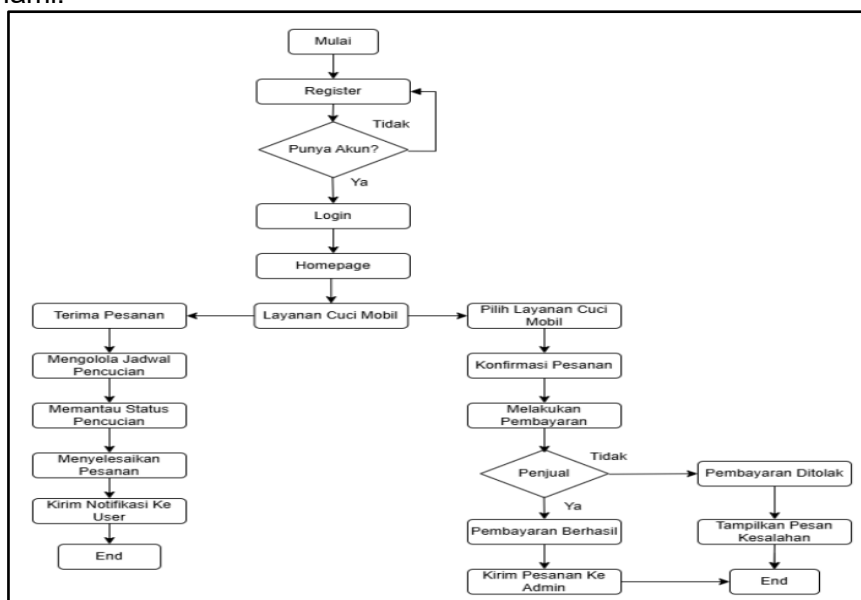 Mulai
Register
Tidak
Punya Akun?
Ya
Login
Homepage
Terima Pesanan
Layanan Cuci Mobil
Pilih Layanan Cuci
Mobil
Mengolola Jadwal
Pencucian
Konfirmasi Pesanan
Memantau Status
Pencucian
Melakukan
Pembayaran
Menyelesaikan
Pesanan
Penjual
Tidak
Pembayaran Ditolak
Kirim Notifikasi Ke
User
Ya
Pembayaran Berhasil
Tampilkan Pesan
Kesalahan
End
Kirim Pesanan Ke
Admin
End